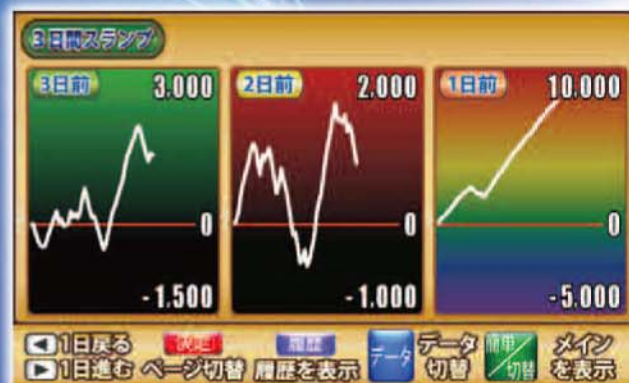 3日間スランプ
3日前 3,000
0
-1,500
2日前 2,000
0
-1,000
1日前 10,000
0
-5,000
◀1日戻る 決定 履歴 データ データ 簡単/切替 メイン
▶1日進む ページ切替 履歴を表示 切替 を表示